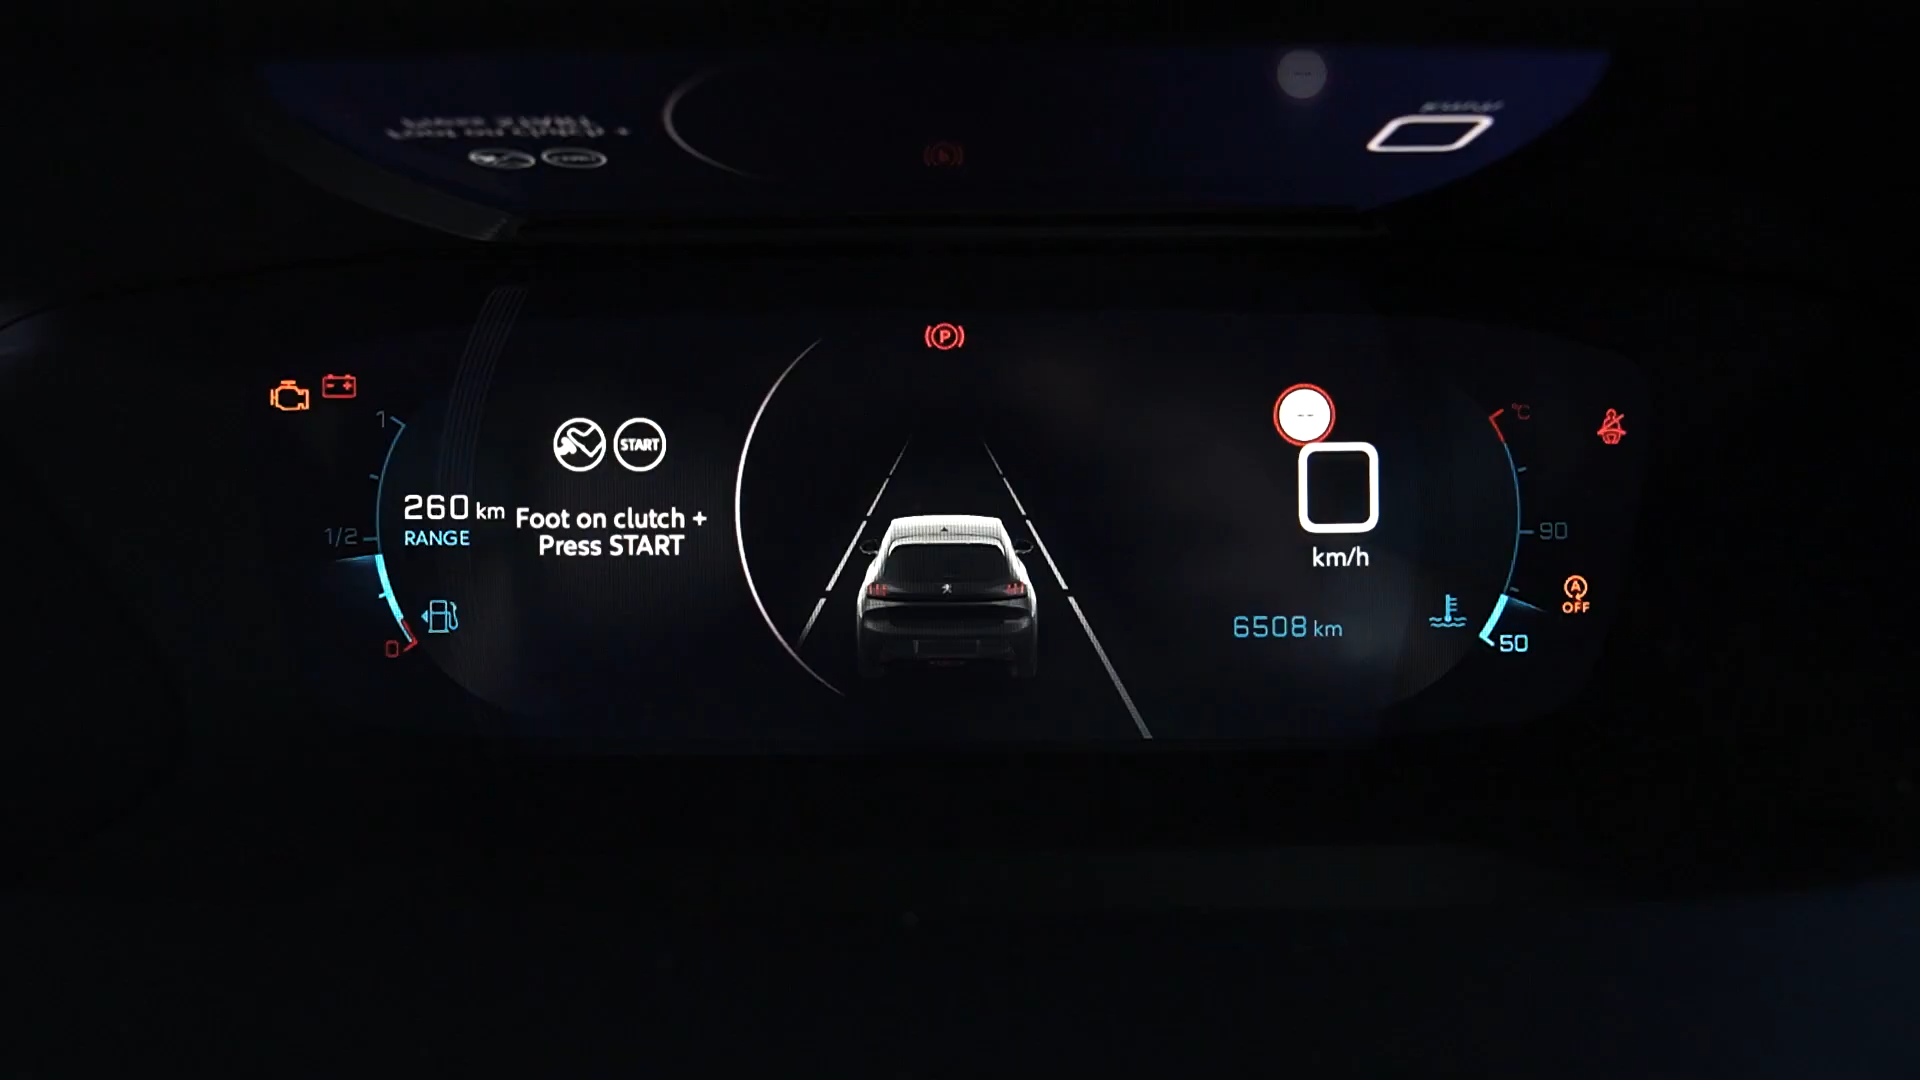 P
1
START
-- 
°C
260 km
RANGE
Foot on clutch +
Press START
1/2
90
km/h
A
OFF
6508 km
0
50